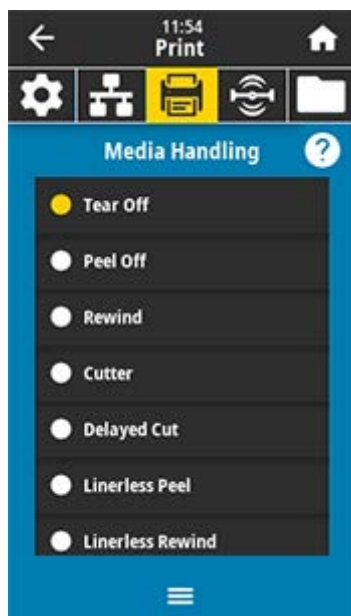 11:54
Print
Media Handling
?
Tear Off
Peel Off
Rewind
Cutter
Delayed Cut
Linerless Peel
Linerless Rewind